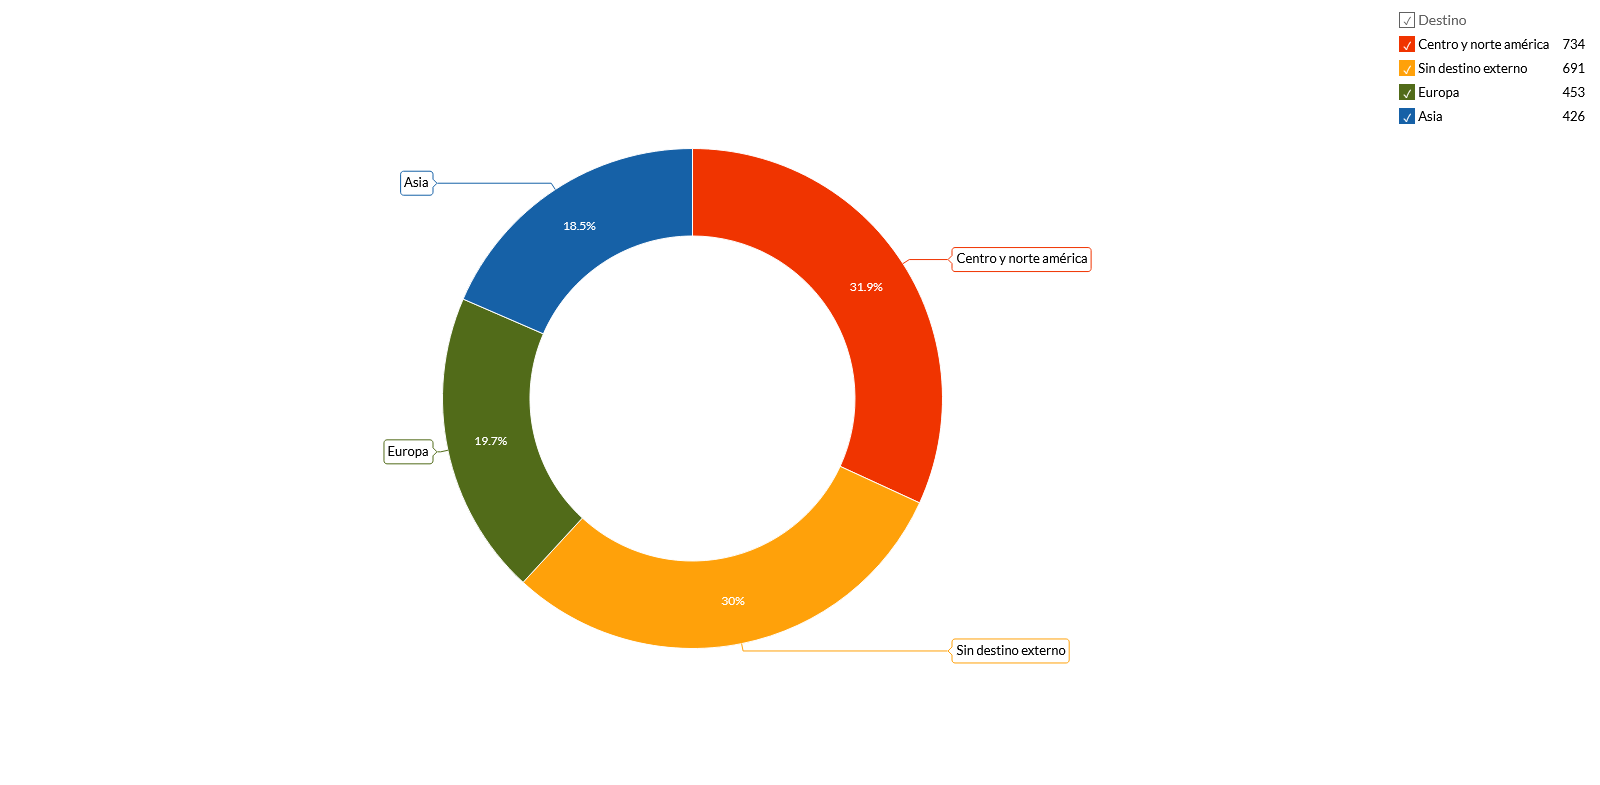 Destino
Centro y norte américa 734
Sin destino externo 691
Europa 453
Asia 426
Asia
18.5%
Centro y norte américa
31.9%
Europa
19.7%
30%
Sin destino externo